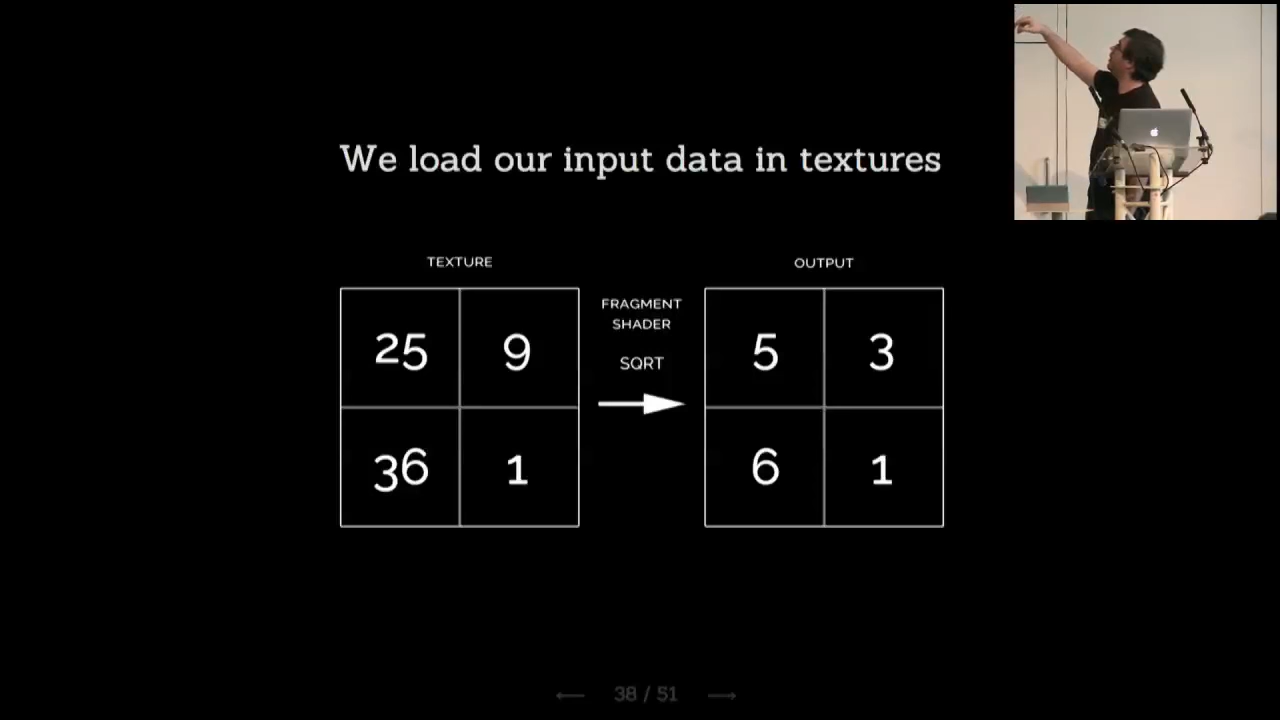 We load our input data in textures
TEXTURE
OUTPUT
25 9
36 1
FRAGMENT
SHADER
SQRT
5 3
6 1
38 / 51